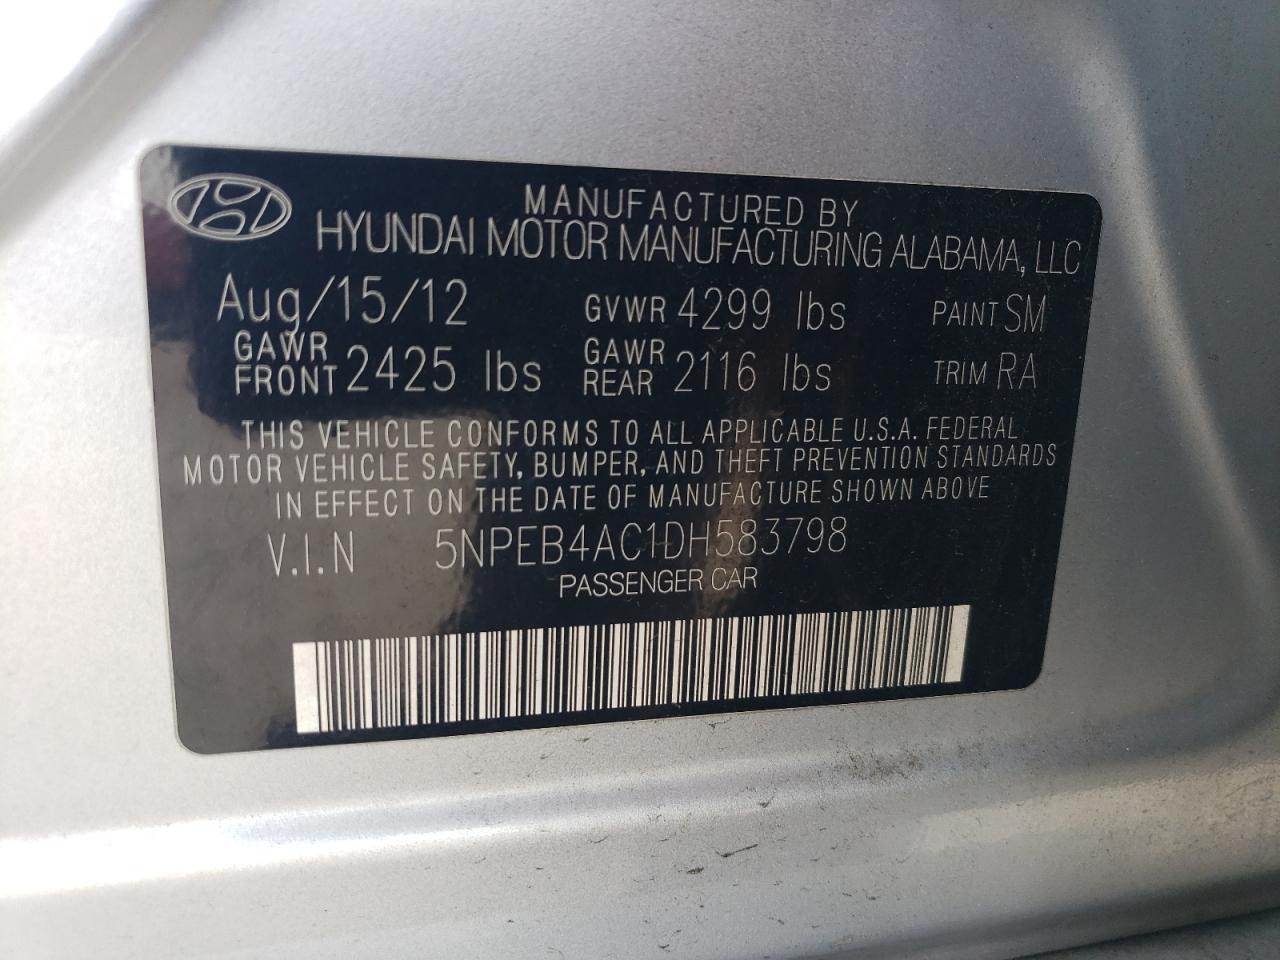 MANUFACTURED BY
HYUNDAI MOTOR MANUFACTURING ALABAMA, LLC
Aug/15/12 GVWR 4299 lbs PAINT SM
GAWR FRONT 2425 lbs GAWR REAR 2116 lbs TRIM RA
THIS VEHICLE CONFORMS TO ALL APPLICABLE U.S.A. FEDERAL
MOTOR VEHICLE SAFETY, BUMPER, AND THEFT PREVENTION STANDARDS
IN EFFECT ON THE DATE OF MANUFACTURE SHOWN ABOVE
V.I.N 5NPEB4AC1DH583798
PASSENGER CAR